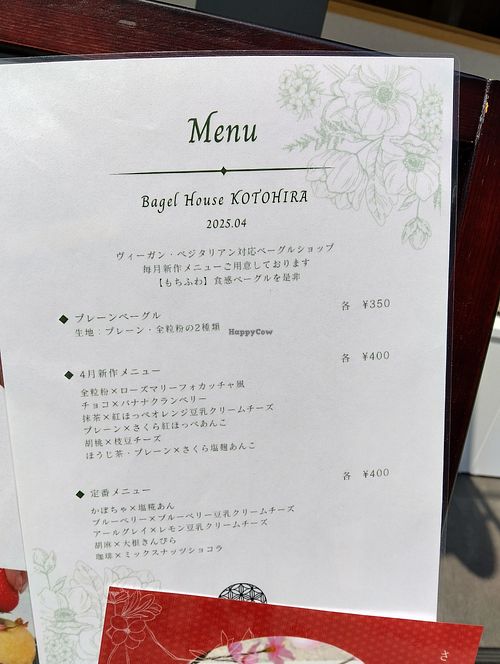 Menu
Bagel House KOTOHIRA
2025.04
ヴィーガン・ベジタリアン対応ベーグルショップ
毎月新作メニューご用意しております
【もちふわ】食感ベーグルを是非
◆ プレーンベーグル 各 ¥350
生地：プレーン・全粒粉の2種類
HappyCow
◆ 4月新作メニュー 各 ¥400
全粒粉×ローズマリーフォカッチャ風
チョコ×バナナクランベリー
抹茶×紅ほっぺオレンジ豆乳クリームチーズ
プレーン×さくら紅ほっぺあんこ
胡桃×枝豆チーズ
ほうじ茶・プレーン×さくら塩麹あんこ
◆ 定番メニュー 各 ¥400
かぼちゃ×塩糀あん
ブルーベリー×ブルーベリー豆乳クリームチーズ
アールグレイ×レモン豆乳クリームチーズ
胡麻×大根きんぴら
珈琲×ミックスナッツショコラ
さ